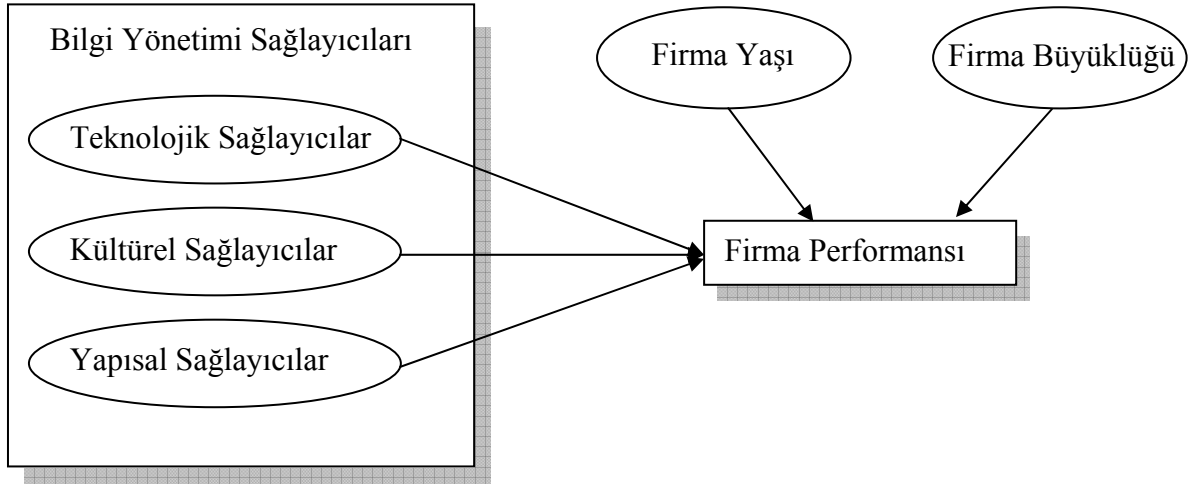 Bilgi Yönetimi Sağlayıcıları
Teknolojik Sağlayıcılar
Kültürel Sağlayıcılar
Yapısal Sağlayıcılar
Firma Yaşı
Firma Büyüklüğü
Firma Performansı